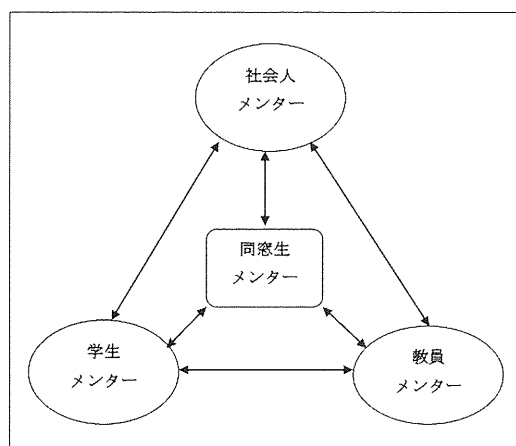 社会人
メンター
同窓生
メンター
学生
メンター
教員
メンター